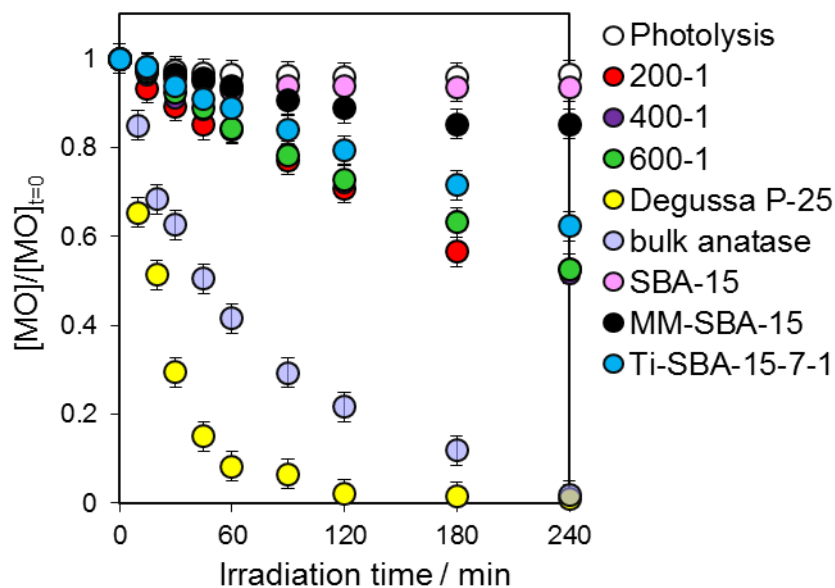 [MO]/[MO]t=0
1
0.8
0.6
0.4
0.2
0
0 60 120 180 240
Irradiation time / min
Photolysis
200-1
400-1
600-1
Degussa P-25
bulk anatase
SBA-15
MM-SBA-15
Ti-SBA-15-7-1